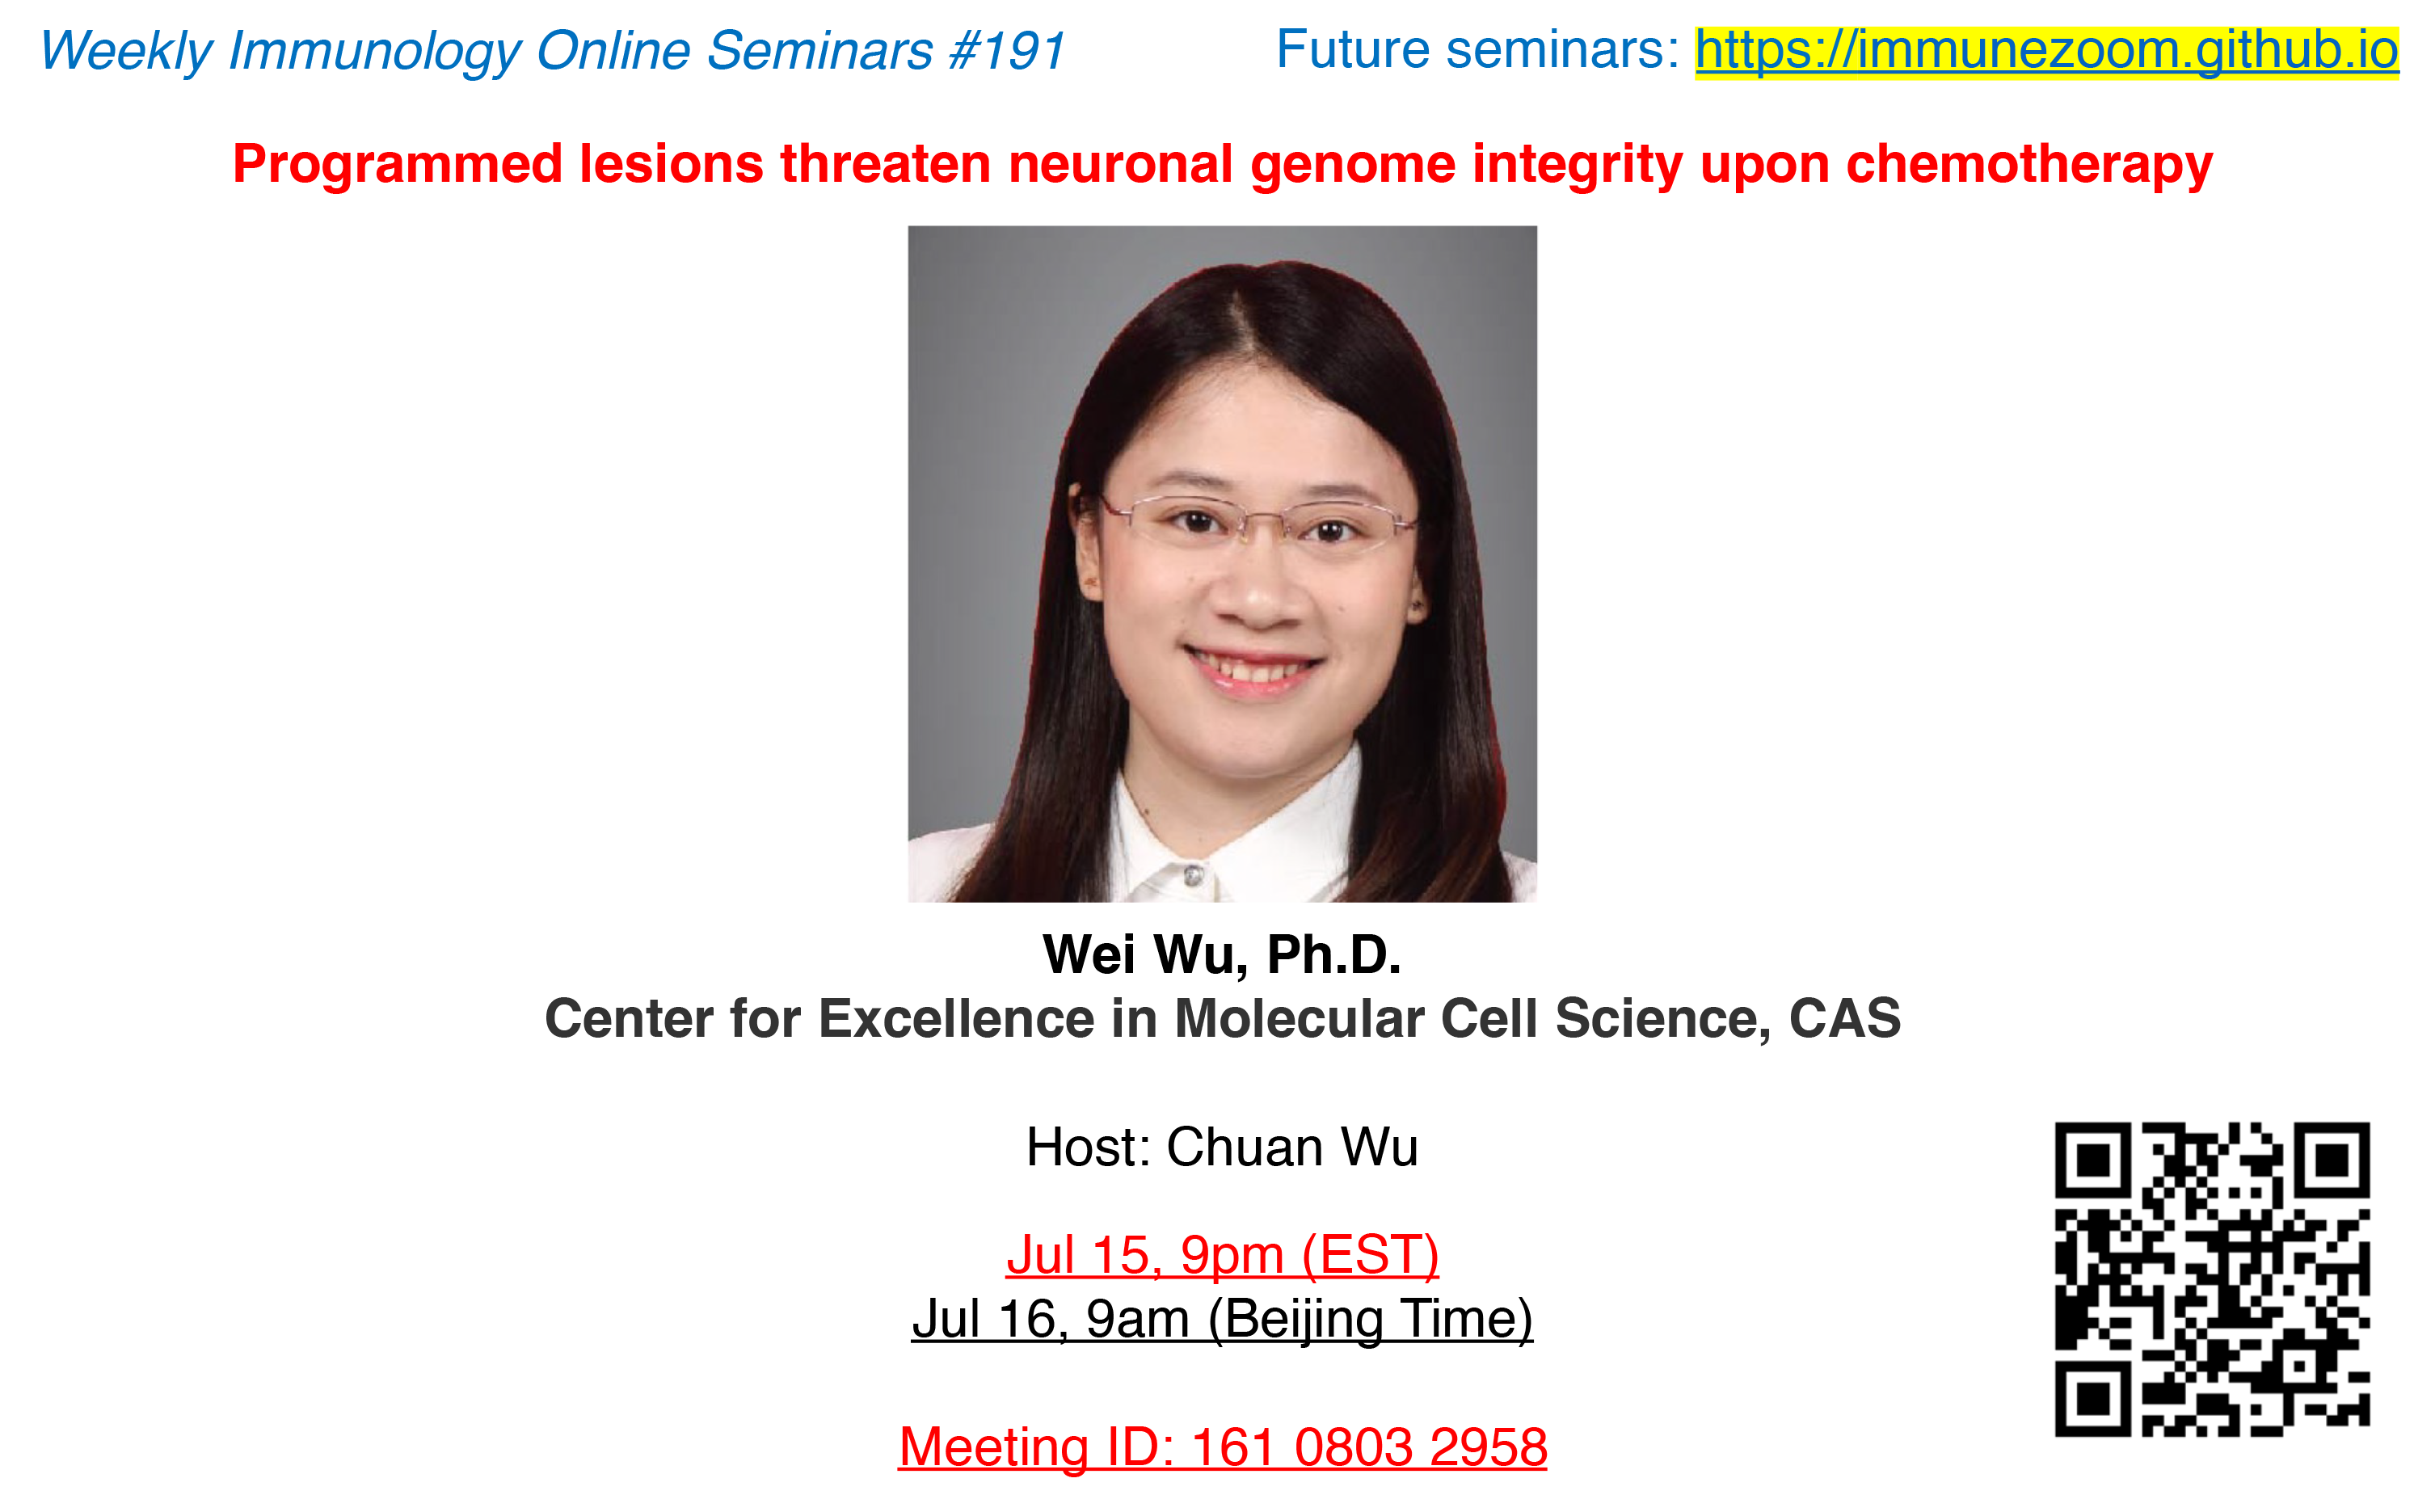 Weekly Immunology Online Seminars #191
Future seminars: https://immunezoom.github.io
Programmed lesions threaten neuronal genome integrity upon chemotherapy
Wei Wu, Ph.D.
Center for Excellence in Molecular Cell Science, CAS
Host: Chuan Wu
Jul 15, 9pm (EST)
Jul 16, 9am (Beijing Time)
Meeting ID: 161 0803 2958